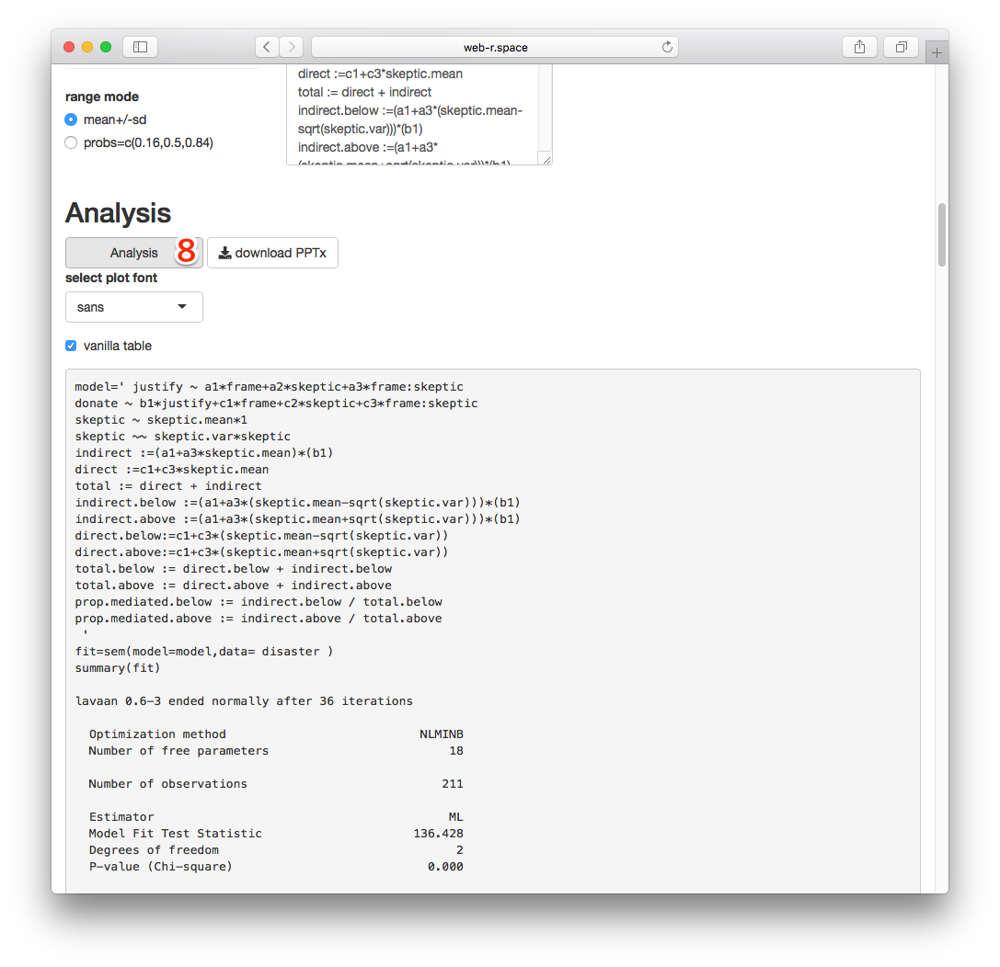 web-r.space
direct :=c1+c3*skeptic.mean
total := direct + indirect
indirect.below :=(a1+a3*(skeptic.mean-
sqrt(skeptic.var)))*(b1)
indirect.above :=(a1+a3*
(skeptic.mean+sqrt(skeptic.var)))*(b1)
range mode
mean+/-sd
probs=c(0.16,0.5,0.84)
Analysis
Analysis 8 download PPTx
select plot font
sans
vanilla table
model=' justify ~ a1*frame+a2*skeptic+a3*frame:skeptic
donate ~ b1*justify+c1*frame+c2*skeptic+c3*frame:skeptic
skeptic ~ skeptic.mean*1
skeptic ~~ skeptic.var*skeptic
indirect :=(a1+a3*skeptic.mean)*(b1)
direct :=c1+c3*skeptic.mean
total := direct + indirect
indirect.below :=(a1+a3*(skeptic.mean-sqrt(skeptic.var)))*(b1)
indirect.above :=(a1+a3*(skeptic.mean+sqrt(skeptic.var)))*(b1)
direct.below:=c1+c3*(skeptic.mean-sqrt(skeptic.var))
direct.above:=c1+c3*(skeptic.mean+sqrt(skeptic.var))
total.below := direct.below + indirect.below
total.above := direct.above + indirect.above
prop.mediated.below := indirect.below / total.below
prop.mediated.above := indirect.above / total.above
'
fit=sem(model=model,data= disaster )
summary(fit)
lavaan 0.6-3 ended normally after 36 iterations
Optimization method NLMINB
Number of free parameters 18
Number of observations 211
Estimator ML
Model Fit Test Statistic 136.428
Degrees of freedom 2
P-value (Chi-square) 0.000